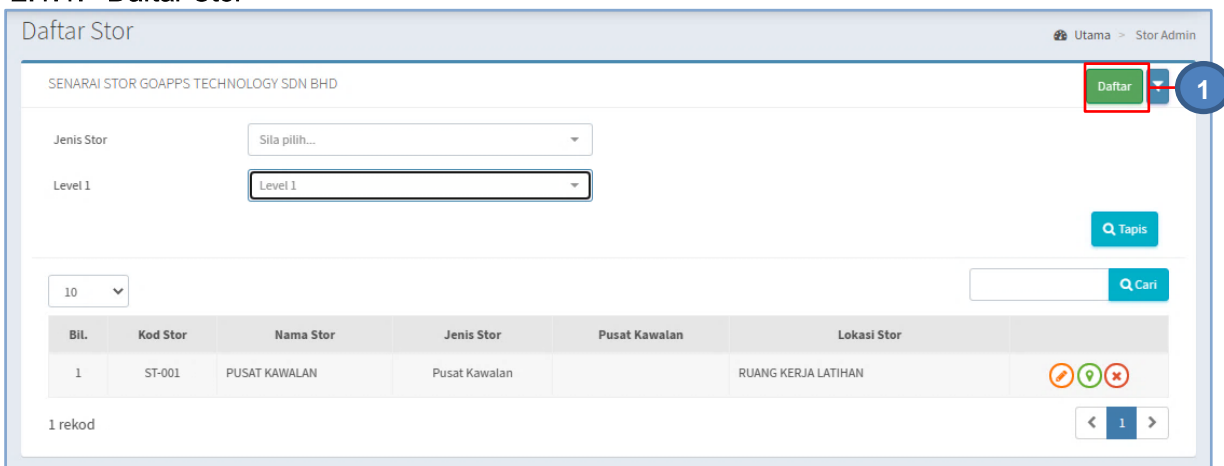 Daftar Stor
Daftar Stor
Utama > Stor Admin
SENARAI STOR GOAPPS TECHNOLOGY SDN BHD
Daftar
1
Jenis Stor
Sila pilih...
Level 1
Level 1
Tapis
10
Cari
Bil. Kod Stor Nama Stor Jenis Stor Pusat Kawalan Lokasi Stor
1 ST-001 PUSAT KAWALAN Pusat Kawalan RUANG KERJA LATIHAN
1 rekod
< 1 >